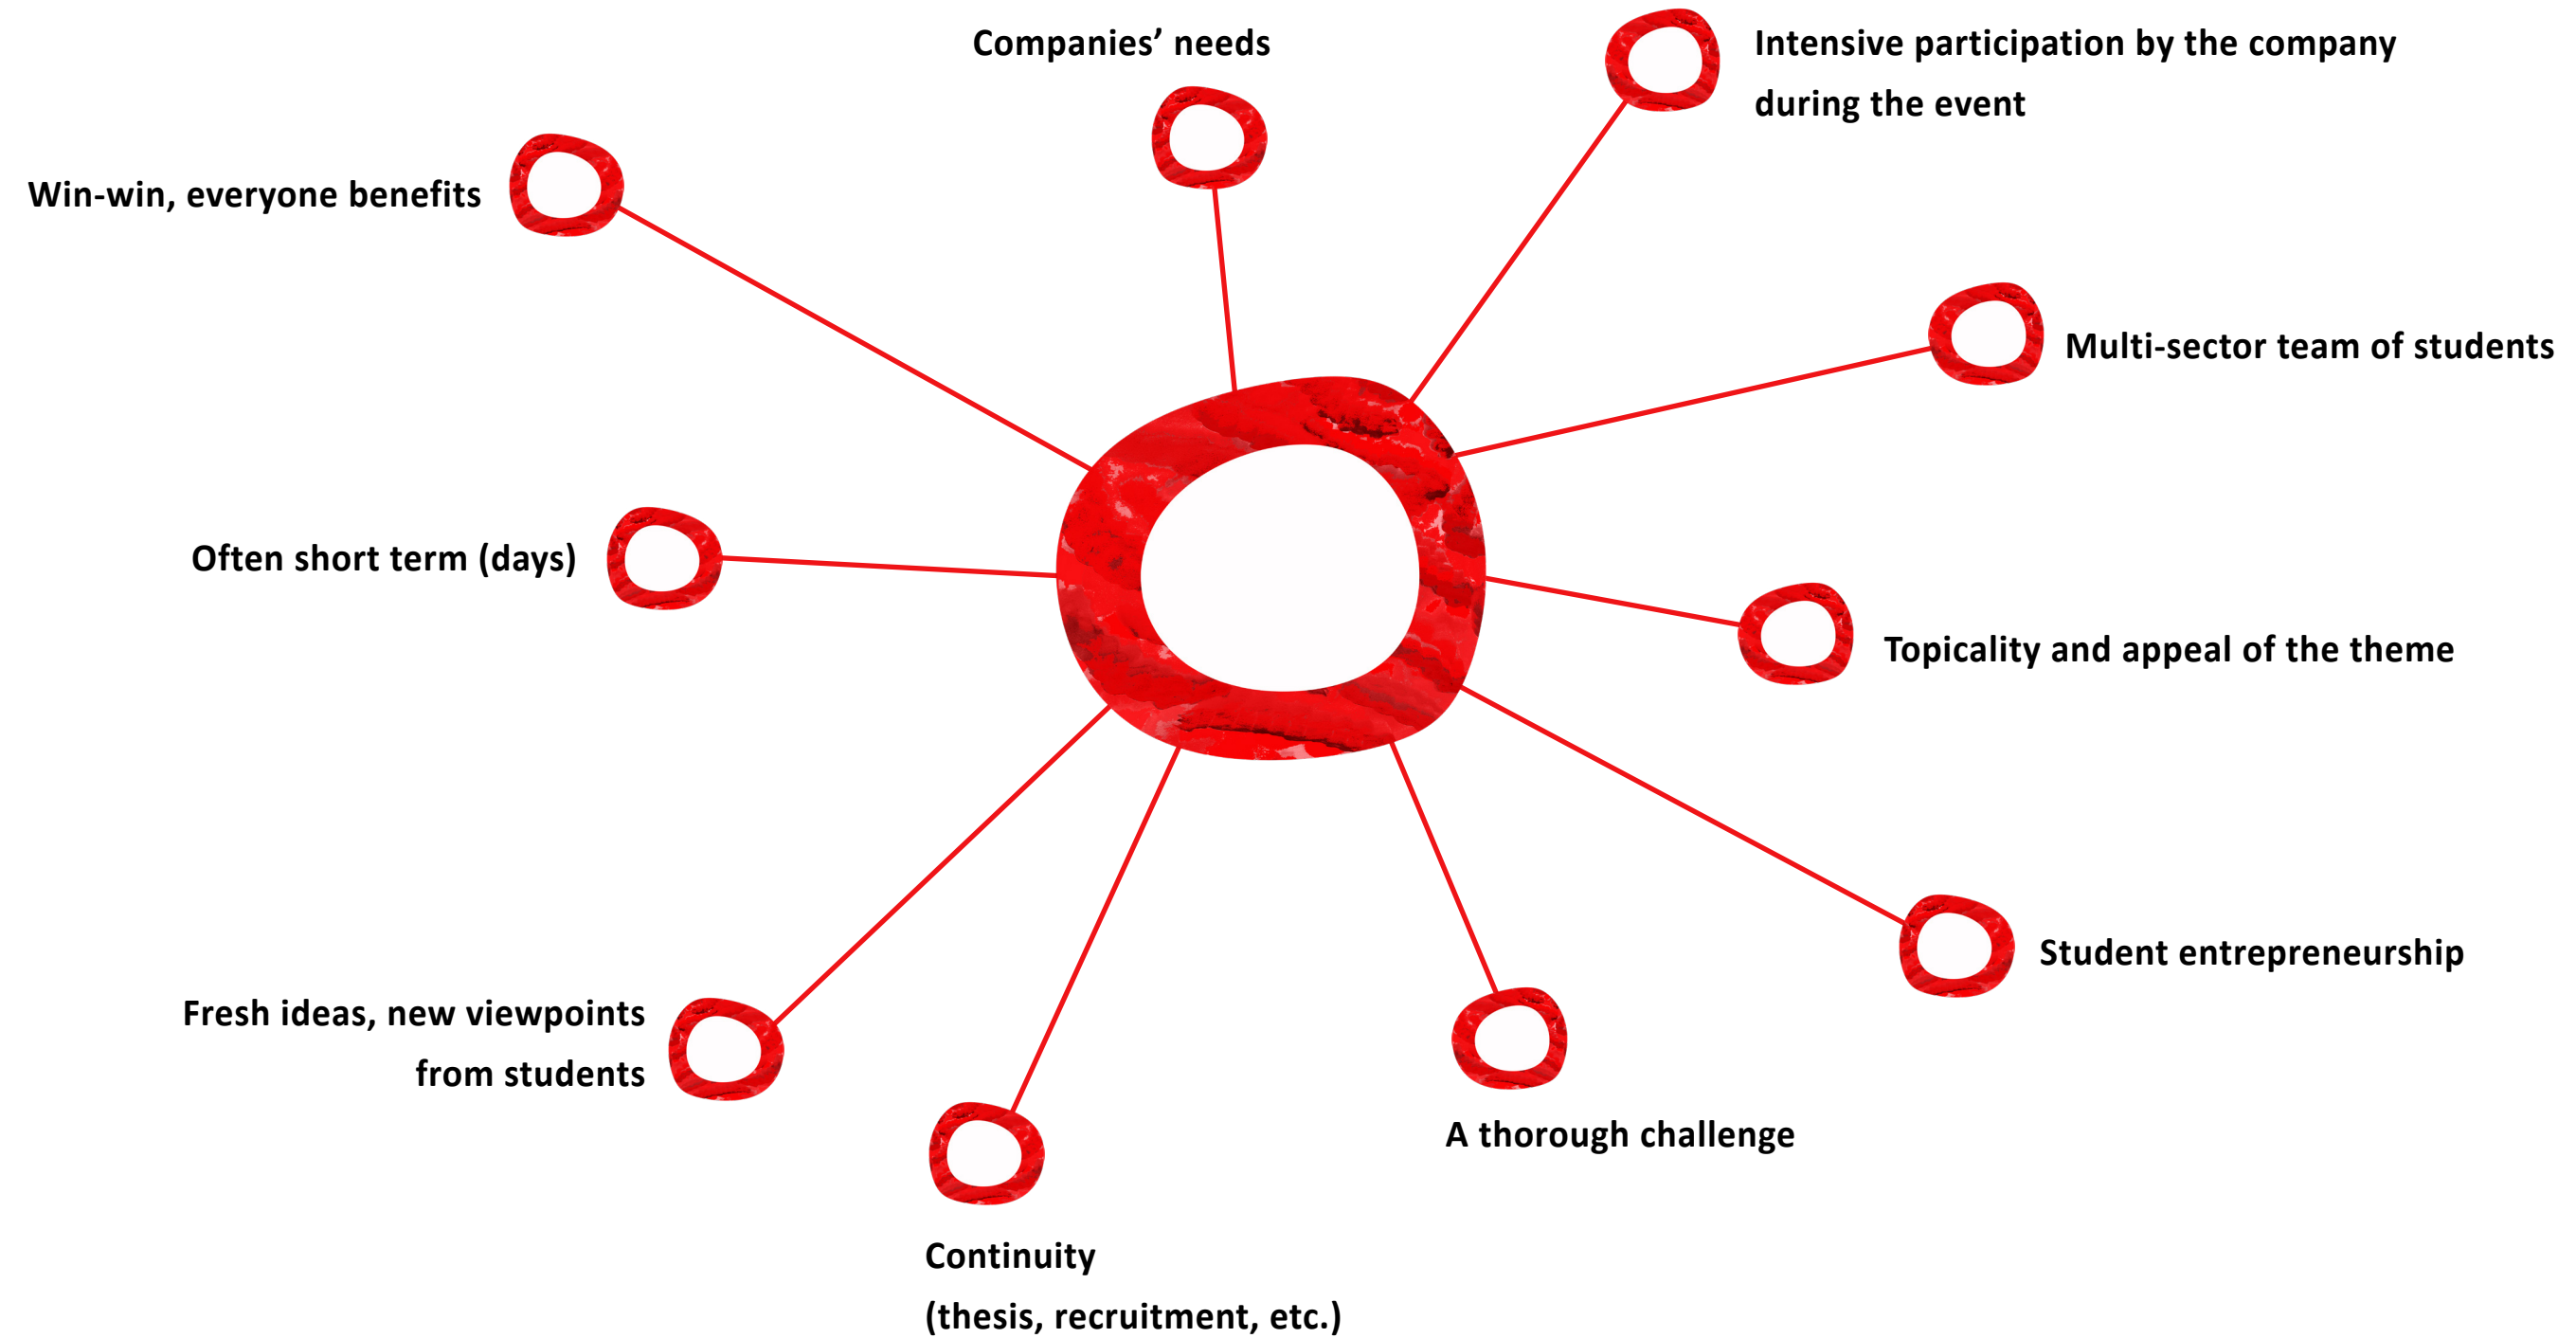 Companies’ needs
Intensive participation by the company
during the event
Win-win, everyone benefits
Multi-sector team of students
Often short term (days)
Topicality and appeal of the theme
Student entrepreneurship
Fresh ideas, new viewpoints
from students
A thorough challenge
Continuity
(thesis, recruitment, etc.)